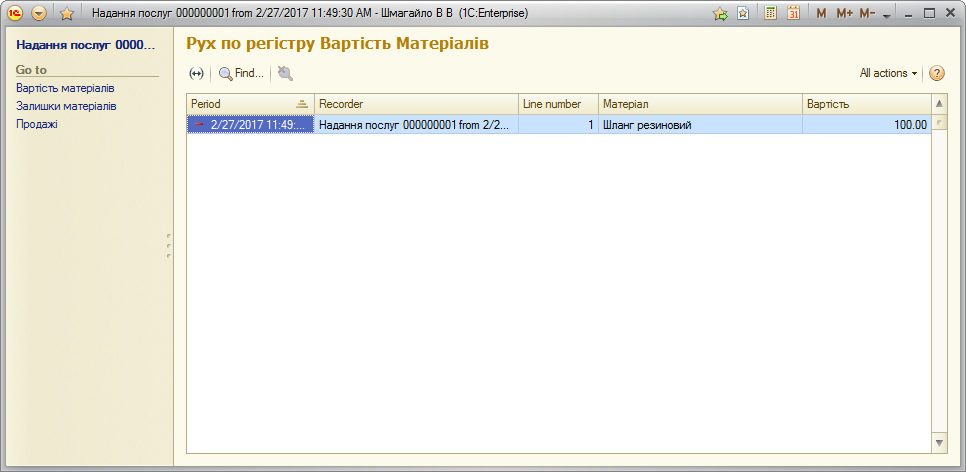 Надання послуг 000000001 from 2/27/2017 11:49:30 AM - Шмагайло В В (1C:Enterprise)
31 M M+ M-
Надання послуг 0000...
Go to
Вартість матеріалів
Залишки матеріалів
Продажі
Рух по регістру Вартість Матеріалів
Find... All actions ?
Period Recorder Line number Матеріал Вартість
2/27/2017 11:49:... Надання послуг 000000001 from 2/2... 1 Шланг резиновий 100.00